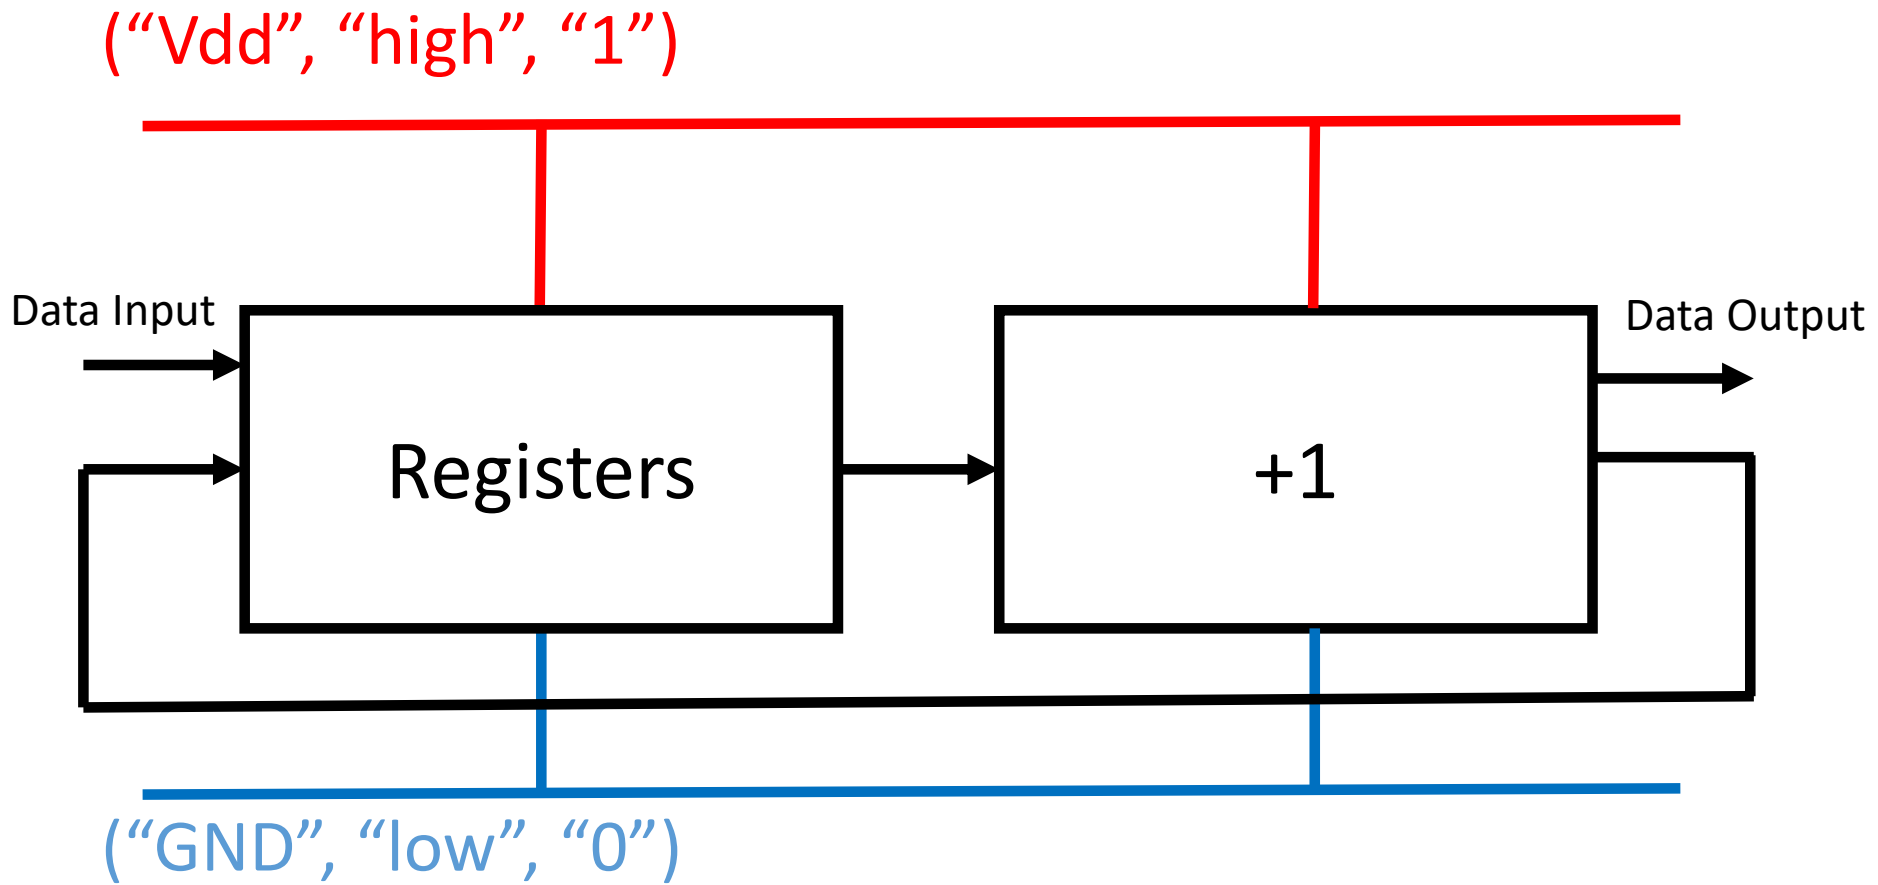 (“Vdd”, “high”, “1”)
Data Input
Data Output
Registers
+1
(“GND”, “low”, “0”)